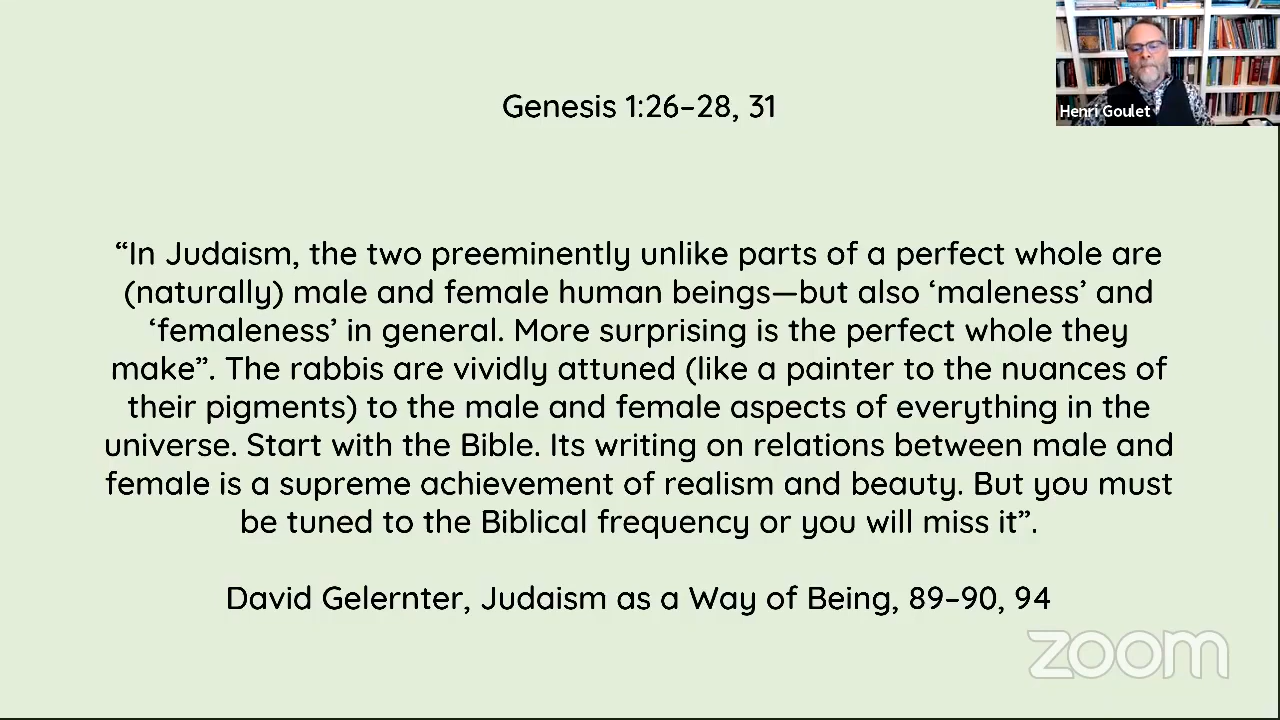 Genesis 1:26–28, 31
Henri Goulet
“In Judaism, the two preeminently unlike parts of a perfect whole are
(naturally) male and female human beings—but also ‘maleness’ and
‘femaleness’ in general. More surprising is the perfect whole they
make”. The rabbis are vividly attuned (like a painter to the nuances of
their pigments) to the male and female aspects of everything in the
universe. Start with the Bible. Its writing on relations between male and
female is a supreme achievement of realism and beauty. But you must
be tuned to the Biblical frequency or you will miss it”.
David Gelernter, Judaism as a Way of Being, 89–90, 94
zoom